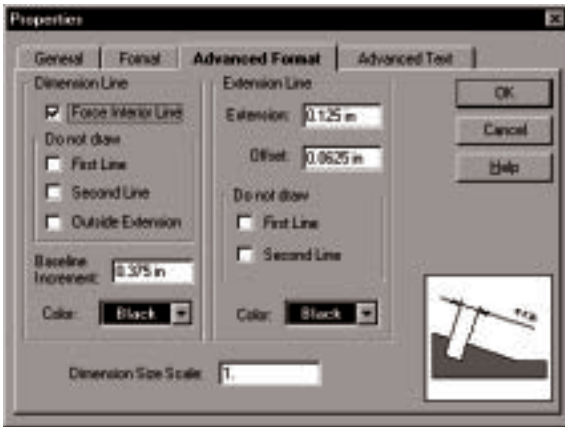 Properties
General Format Advanced Format Advanced Text
Dimension Line
Force Interior Line
Do not draw
First Line
Second Line
Outside Extension
Baseline
Increment: 0.375 in
Color: Black
Extension Line
Extension: 0.125 in
Offset: 0.0625 in
Do not draw
First Line
Second Line
Color: Black
OK
Cancel
Help
Dimension Size Scale: 1.